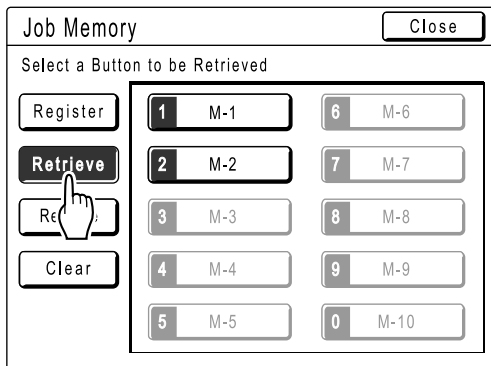 Job Memory
Close
Select a Button to be Retrieved
Register
1 M-1
6 M-6
Retrieve
2 M-2
7 M-7
3 M-3
8 M-8
Clear
4 M-4
9 M-9
5 M-5
0 M-10